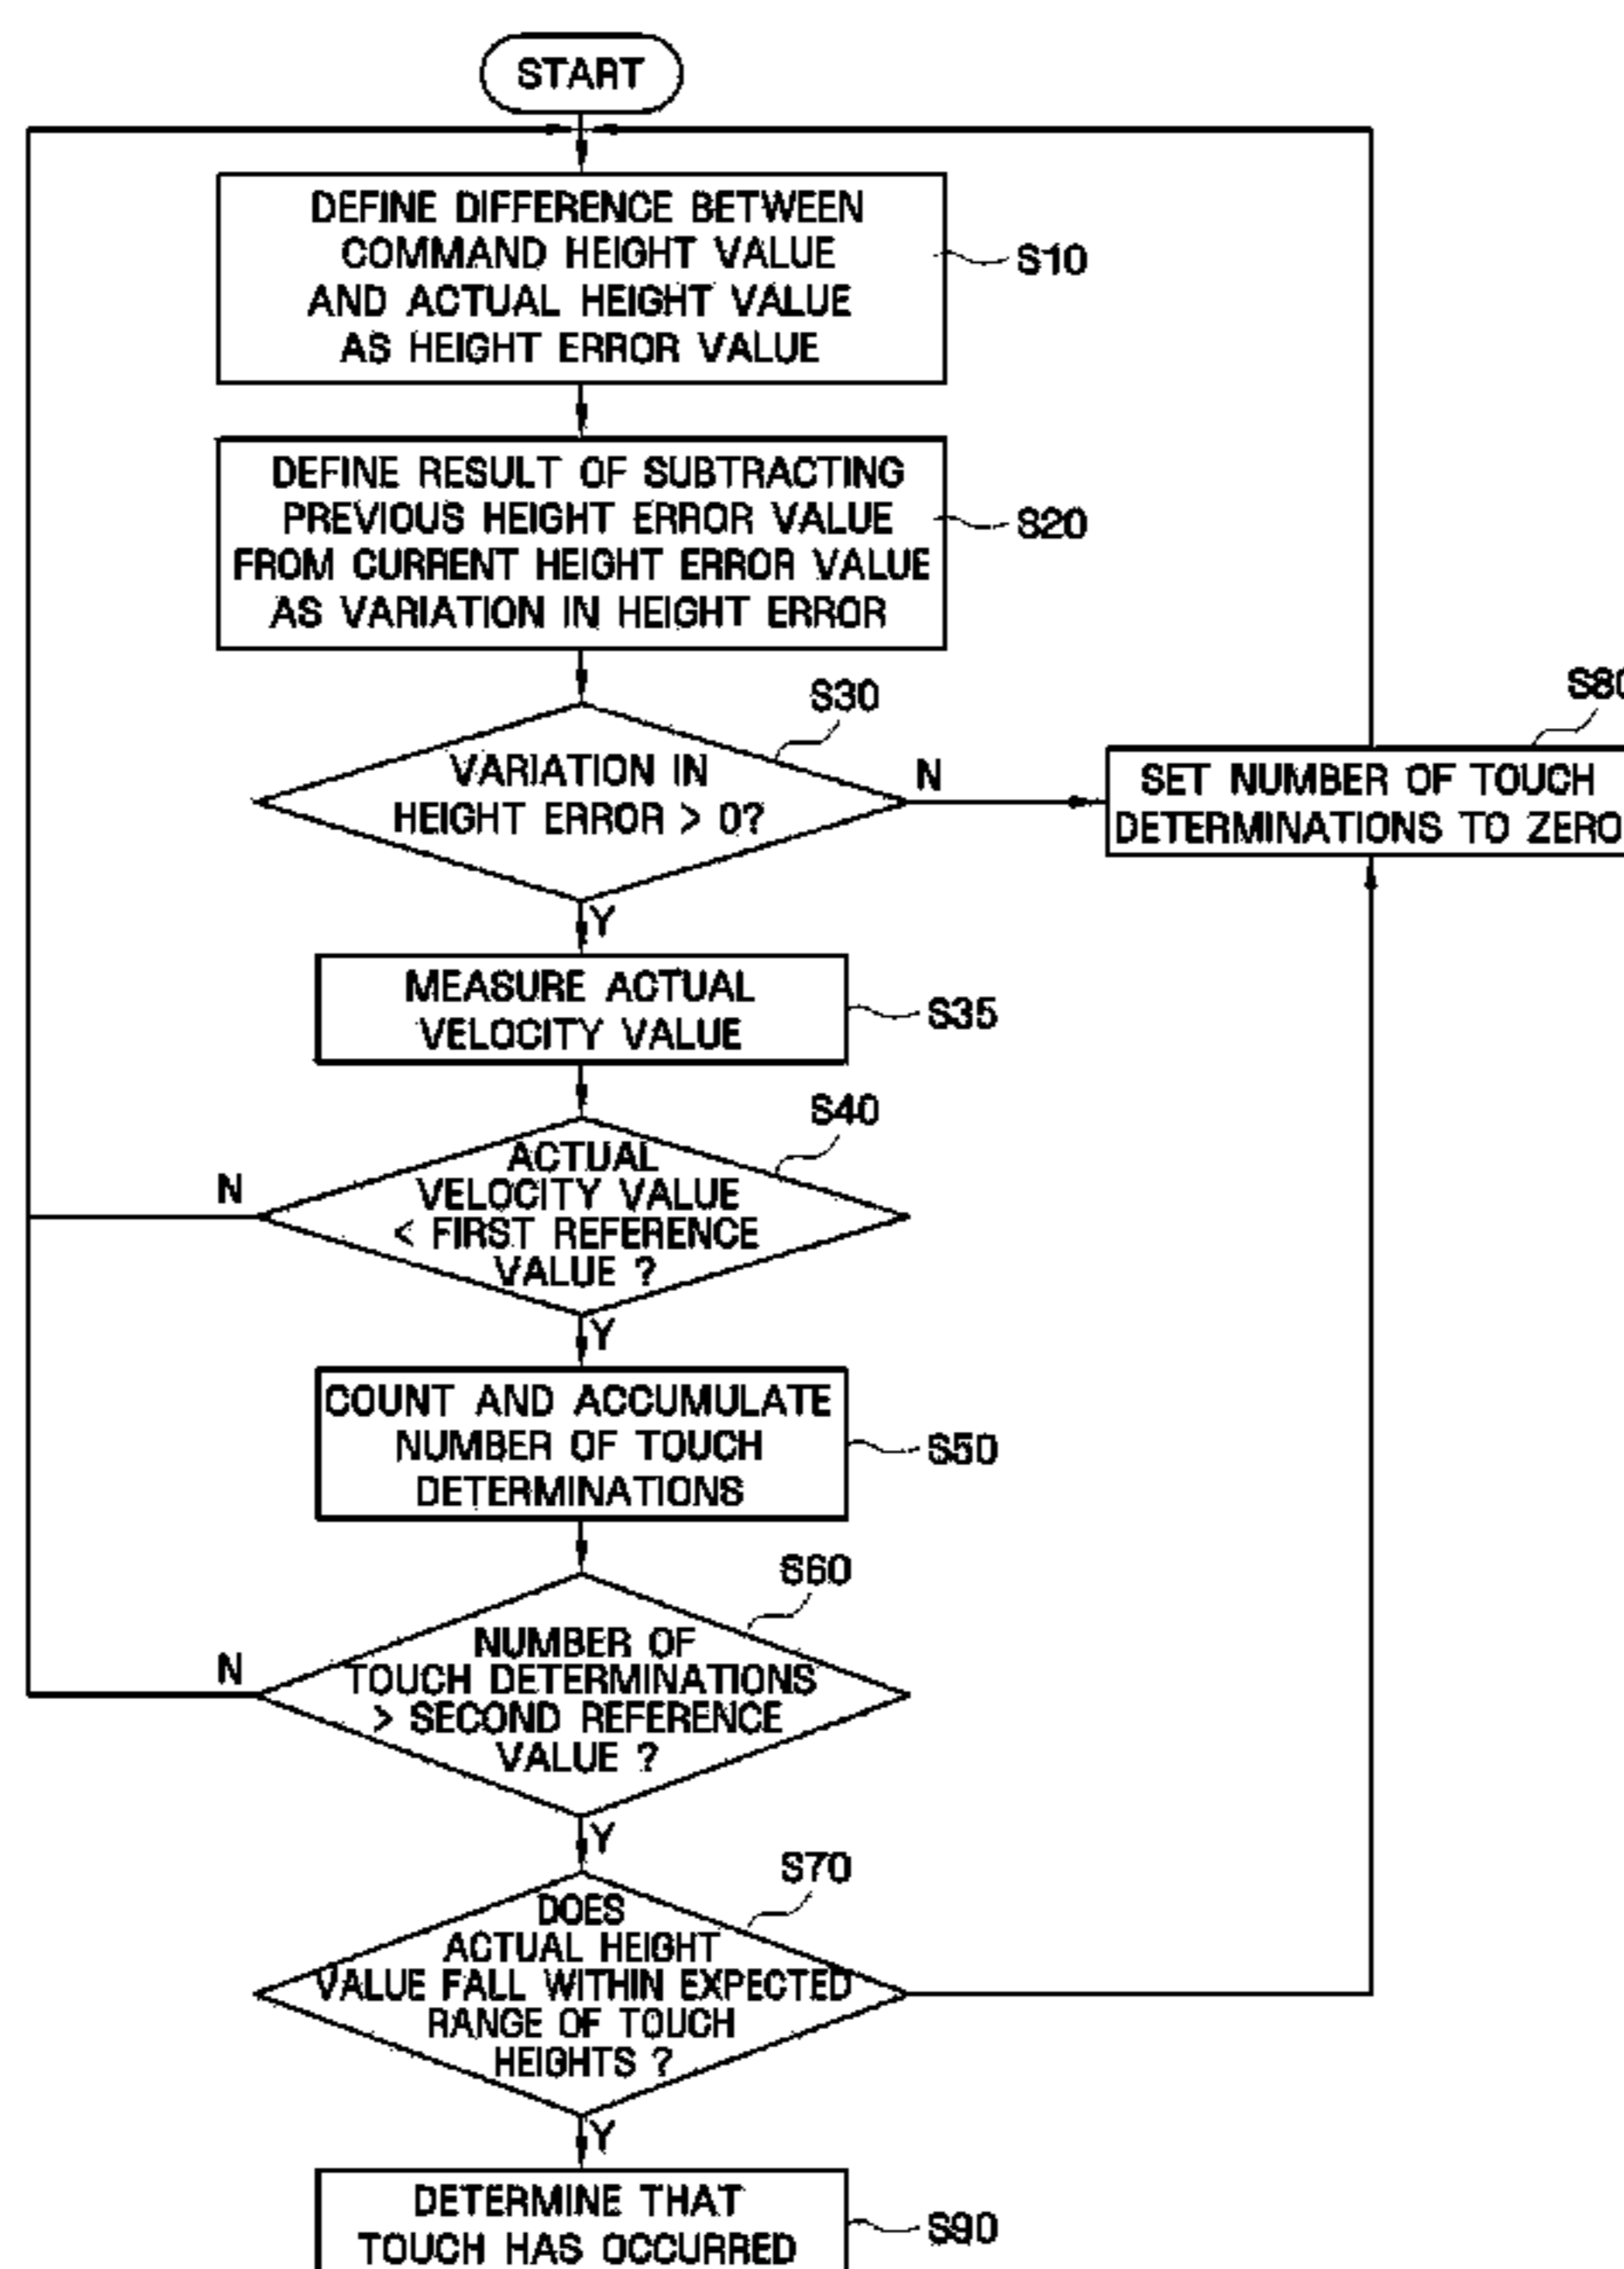 START
DEFINE DIFFERENCE BETWEEN
COMMAND HEIGHT VALUE
AND ACTUAL HEIGHT VALUE
AS HEIGHT ERROR VALUE
S10
DEFINE RESULT OF SUBTRACTING
PREVIOUS HEIGHT ERROR VALUE
FROM CURRENT HEIGHT ERROR VALUE
AS VARIATION IN HEIGHT ERROR
S20
S30
VARIATION IN
HEIGHT ERROR > 0?
N
S80
SET NUMBER OF TOUCH
DETERMINATIONS TO ZERO
Y
MEASURE ACTUAL
VELOCITY VALUE
S35
S40
ACTUAL
VELOCITY VALUE
< FIRST REFERENCE
VALUE ?
N
Y
COUNT AND ACCUMULATE
NUMBER OF TOUCH
DETERMINATIONS
S50
S60
NUMBER OF
TOUCH DETERMINATIONS
> SECOND REFERENCE
VALUE ?
N
Y
S70
DOES
ACTUAL HEIGHT
VALUE FALL WITHIN EXPECTED
RANGE OF TOUCH
HEIGHTS ?
Y
DETERMINE THAT
TOUCH HAS OCCURRED
S90